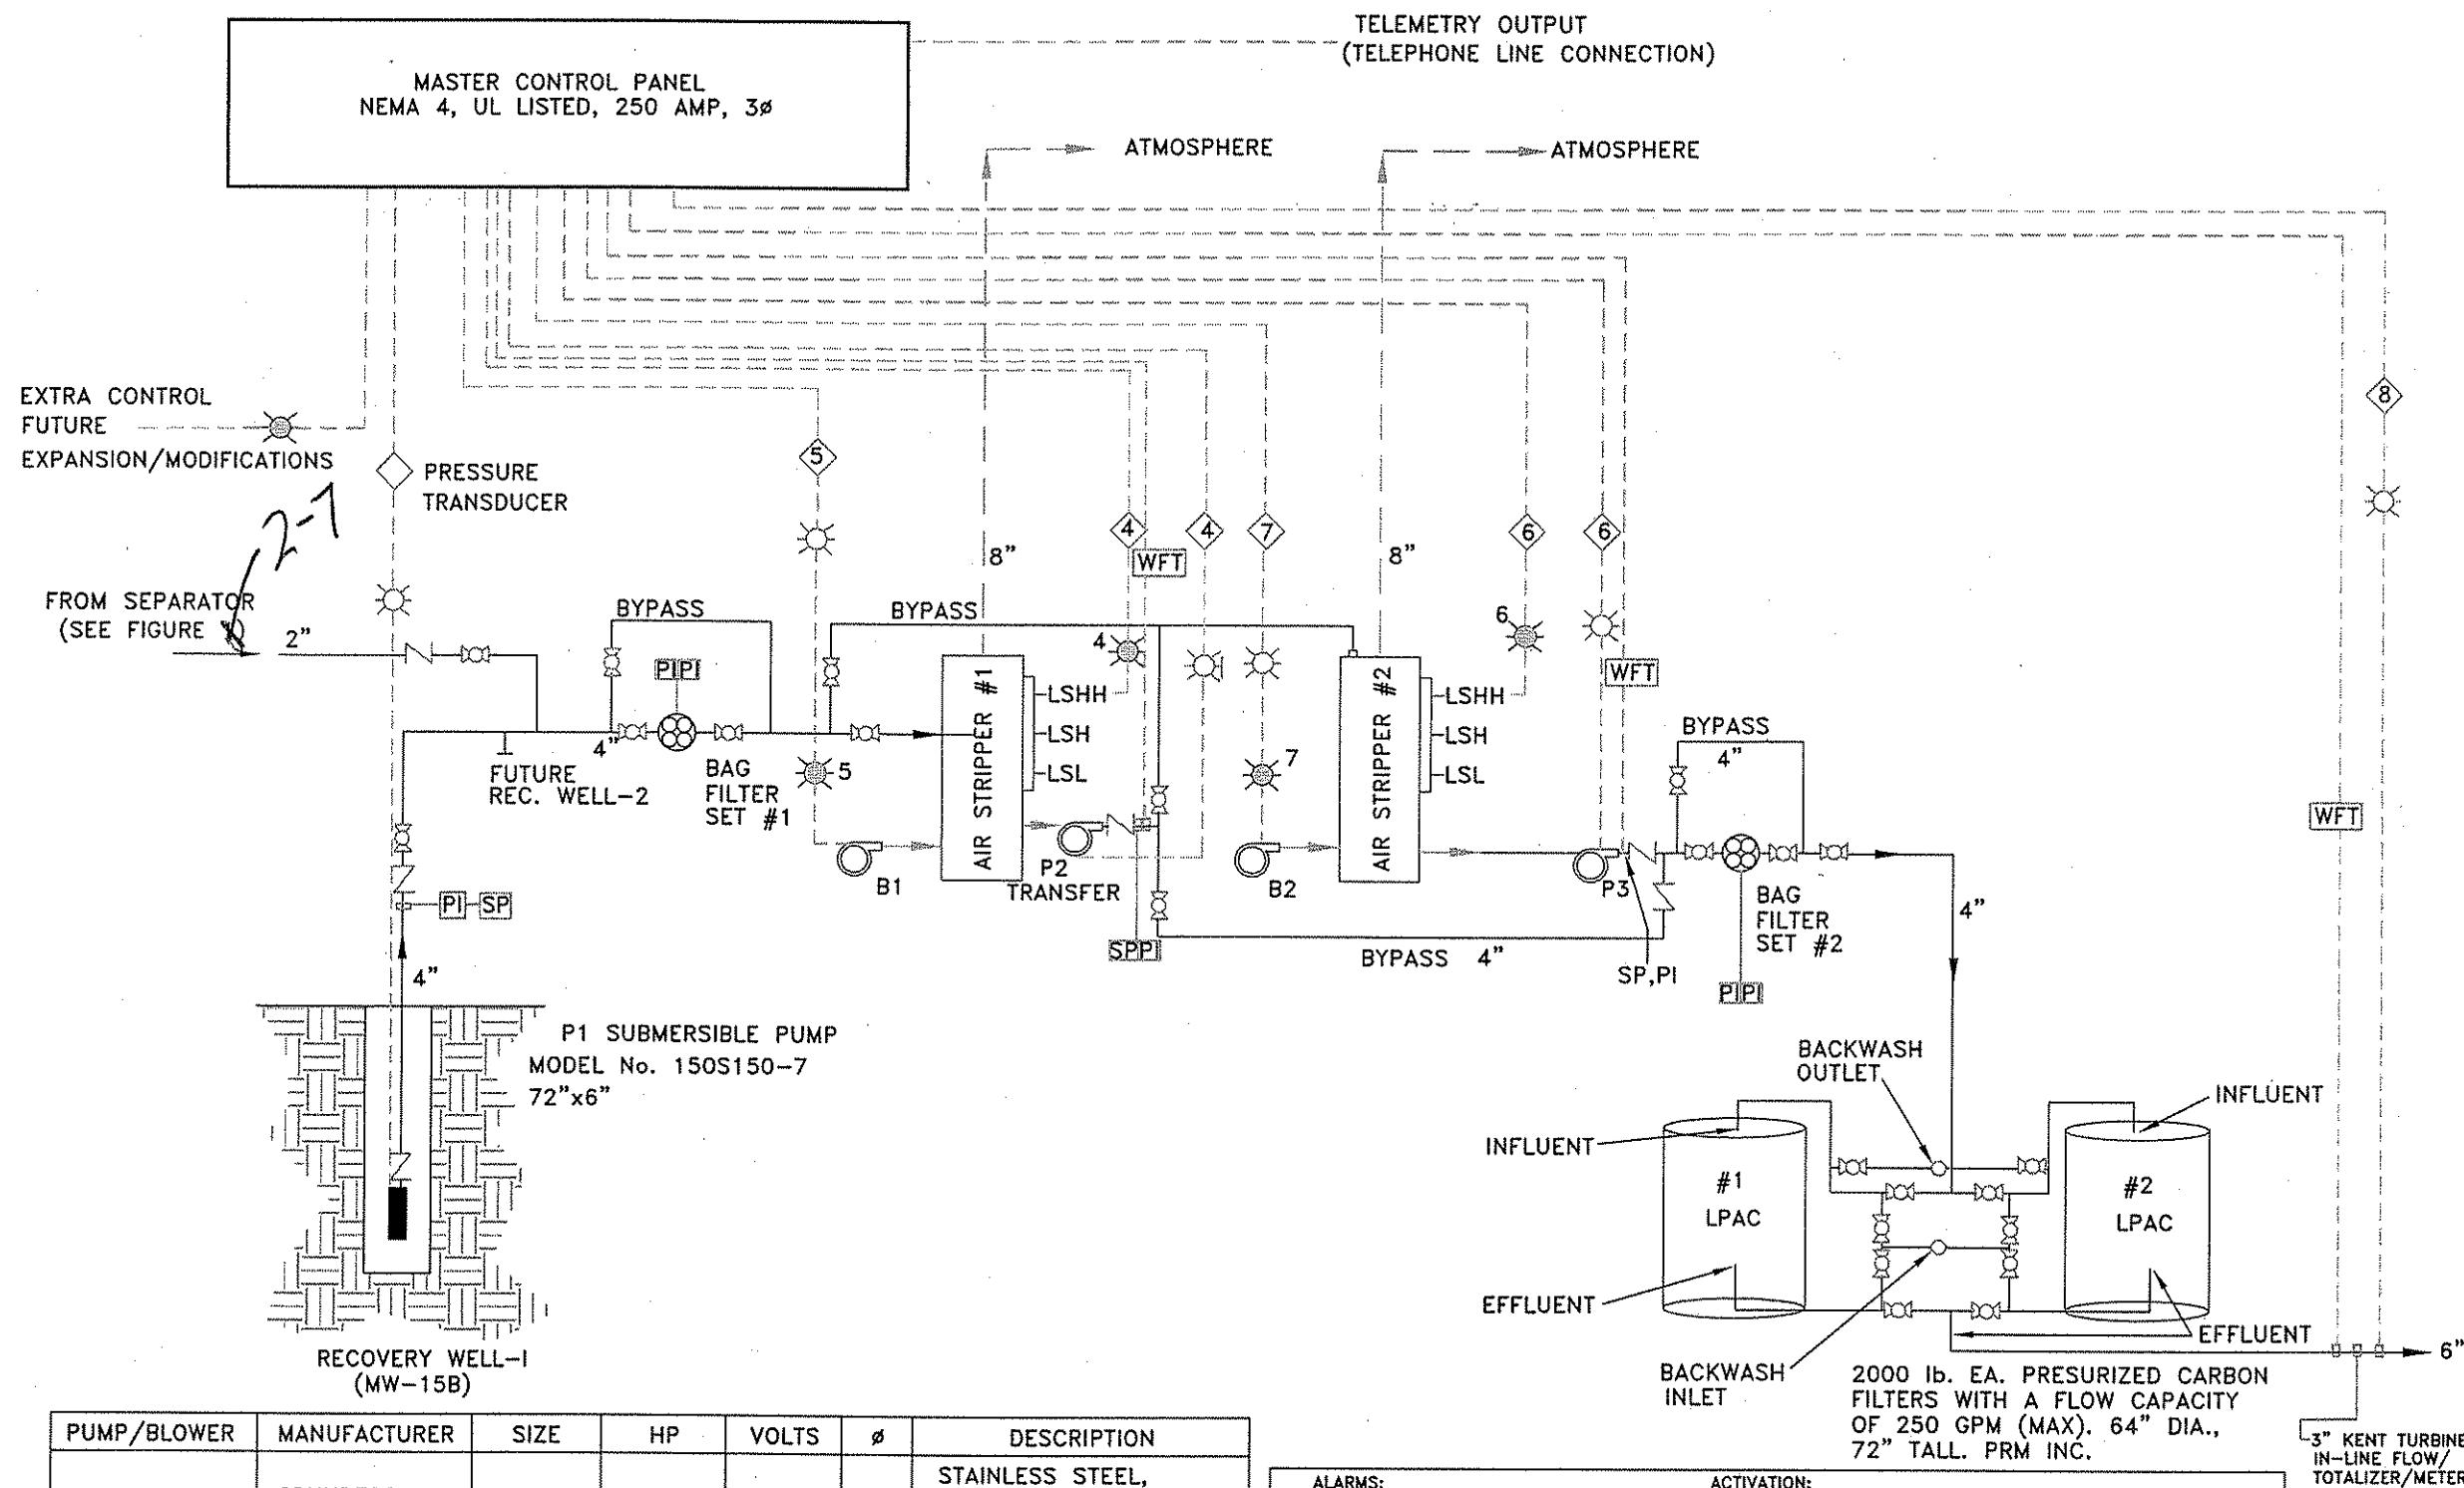 TELEMETRY OUTPUT
(TELEPHONE LINE CONNECTION)
MASTER CONTROL PANEL
NEMA 4, UL LISTED, 250 AMP, 3ø
ATMOSPHERE
ATMOSPHERE
EXTRA CONTROL
FUTURE
EXPANSION/MODIFICATIONS
PRESSURE
TRANSDUCER
2-7
FROM SEPARATOR
(SEE FIGURE
2"
8
5
4
4
7
6
6
WFT
8"
8"
BYPASS
BYPASS
4
6
WFT
PI PI
AIR STRIPPER #1
LSHH
LSH
LSL
AIR STRIPPER #2
LSHH
LSH
LSL
BYPASS
4"
4"
FUTURE
REC. WELL-2
BAG
FILTER
SET #1
5
7
WFT
B1
P2
TRANSFER
B2
P3
BAG
FILTER
SET #2
4"
PI SP
SP PI
BYPASS 4"
SP,PI
PI PI
4"
P1 SUBMERSIBLE PUMP
MODEL No. 150S150-7
72"x6"
BACKWASH
OUTLET
INFLUENT
INFLUENT
#1
LPAC
#2
LPAC
EFFLUENT
EFFLUENT
6"
RECOVERY WELL-I
(MW-15B)
BACKWASH
INLET
2000 lb. EA. PRESURIZED CARBON
FILTERS WITH A FLOW CAPACITY
OF 250 GPM (MAX). 64" DIA.,
72" TALL. PRM INC.
3" KENT TURBINE
IN-LINE FLOW/
TOTALIZER/METER
PUMP/BLOWER MANUFACTURER SIZE HP VOLTS ø DESCRIPTION
STAINLESS STEEL,
ALARMS: ACTIVATION: